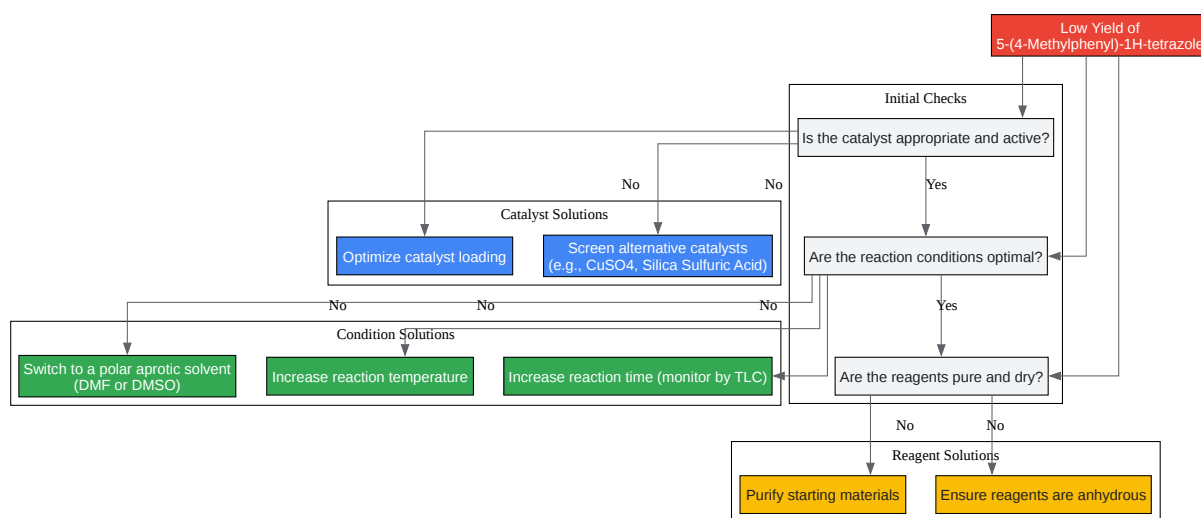 Low Yield of
5-(4-Methylphenyl)-1H-tetrazole
Initial Checks
Is the catalyst appropriate and active?
No
No
Yes
Catalyst Solutions
Optimize catalyst loading
Screen alternative catalysts
(e.g., CuSO4, Silica Sulfuric Acid)
Are the reaction conditions optimal?
No
No
No
Yes
Condition Solutions
Switch to a polar aprotic solvent
(DMF or DMSO)
Increase reaction temperature
Increase reaction time (monitor by TLC)
Are the reagents pure and dry?
No
No
Reagent Solutions
Purify starting materials
Ensure reagents are anhydrous